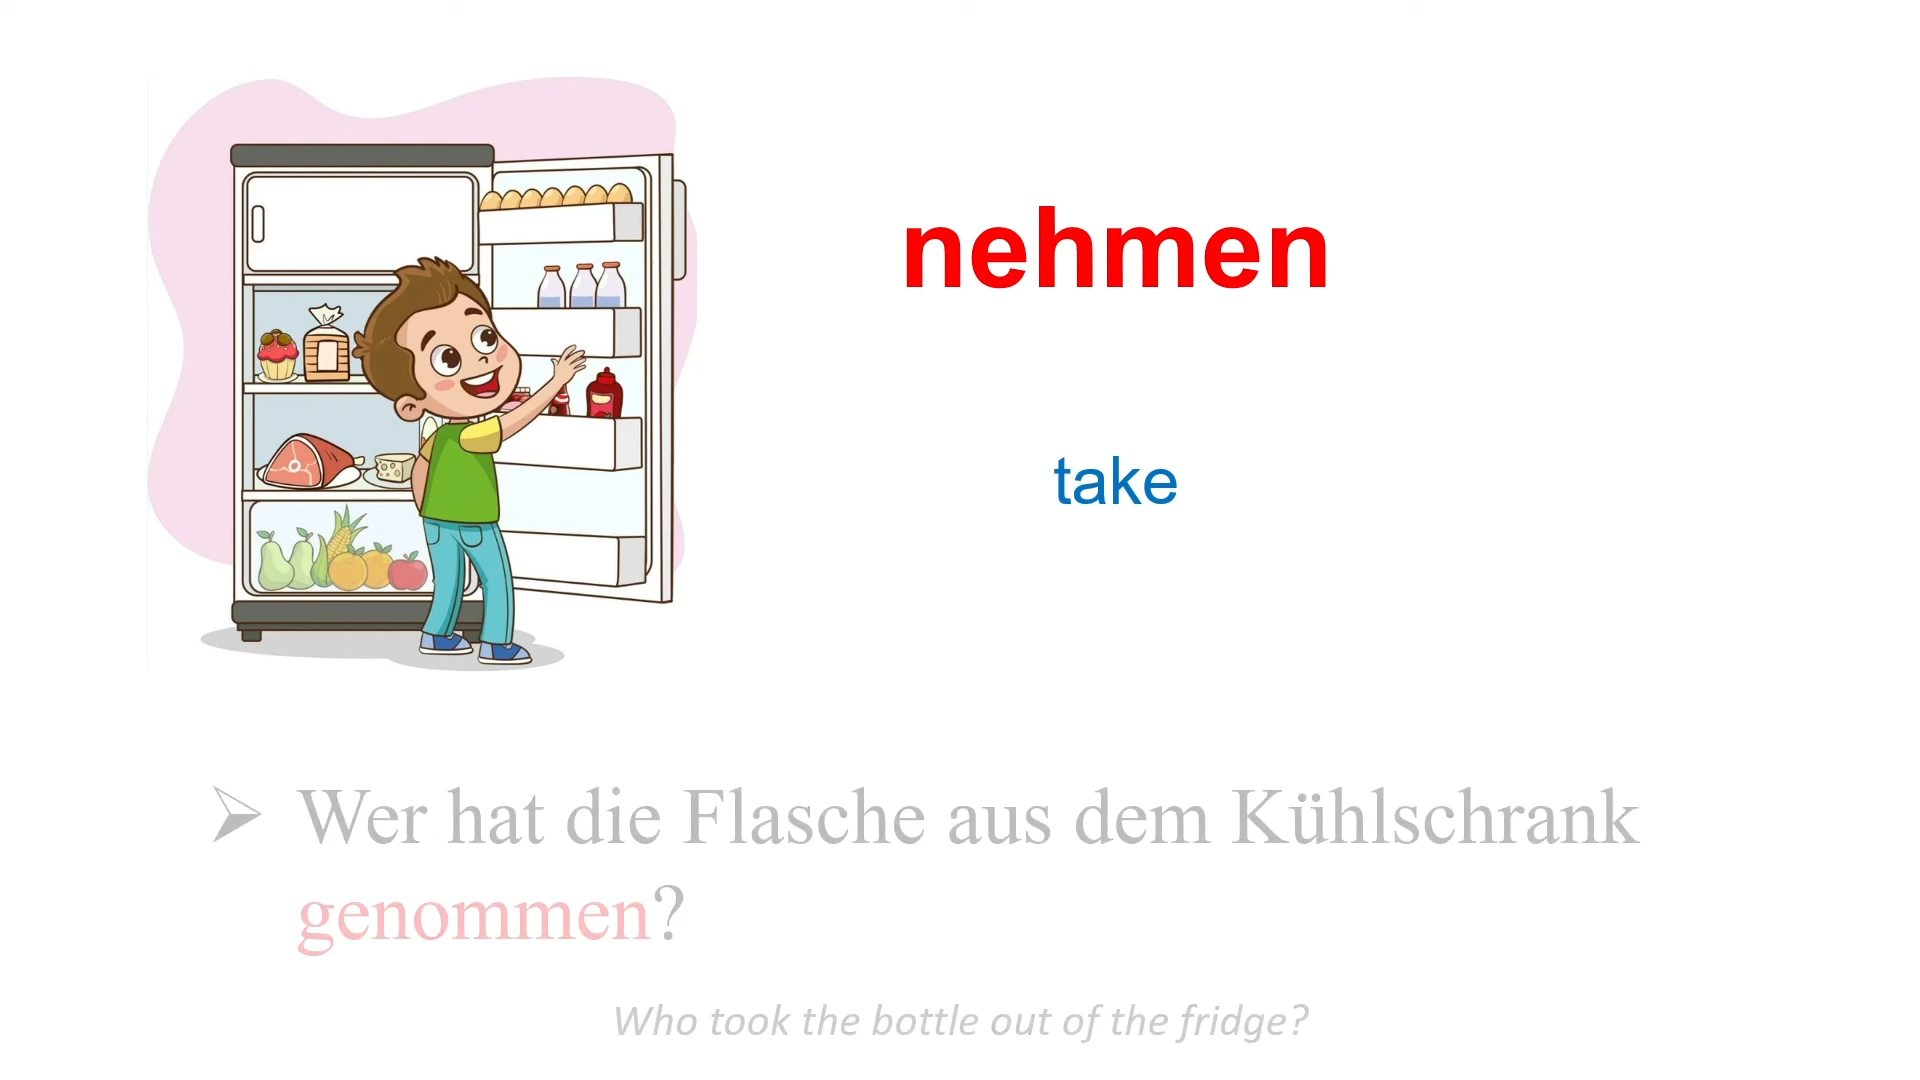 nehmen
take
➢ Wer hat die Flasche aus dem Kühlschrank
genommen?
Who took the bottle out of the fridge?